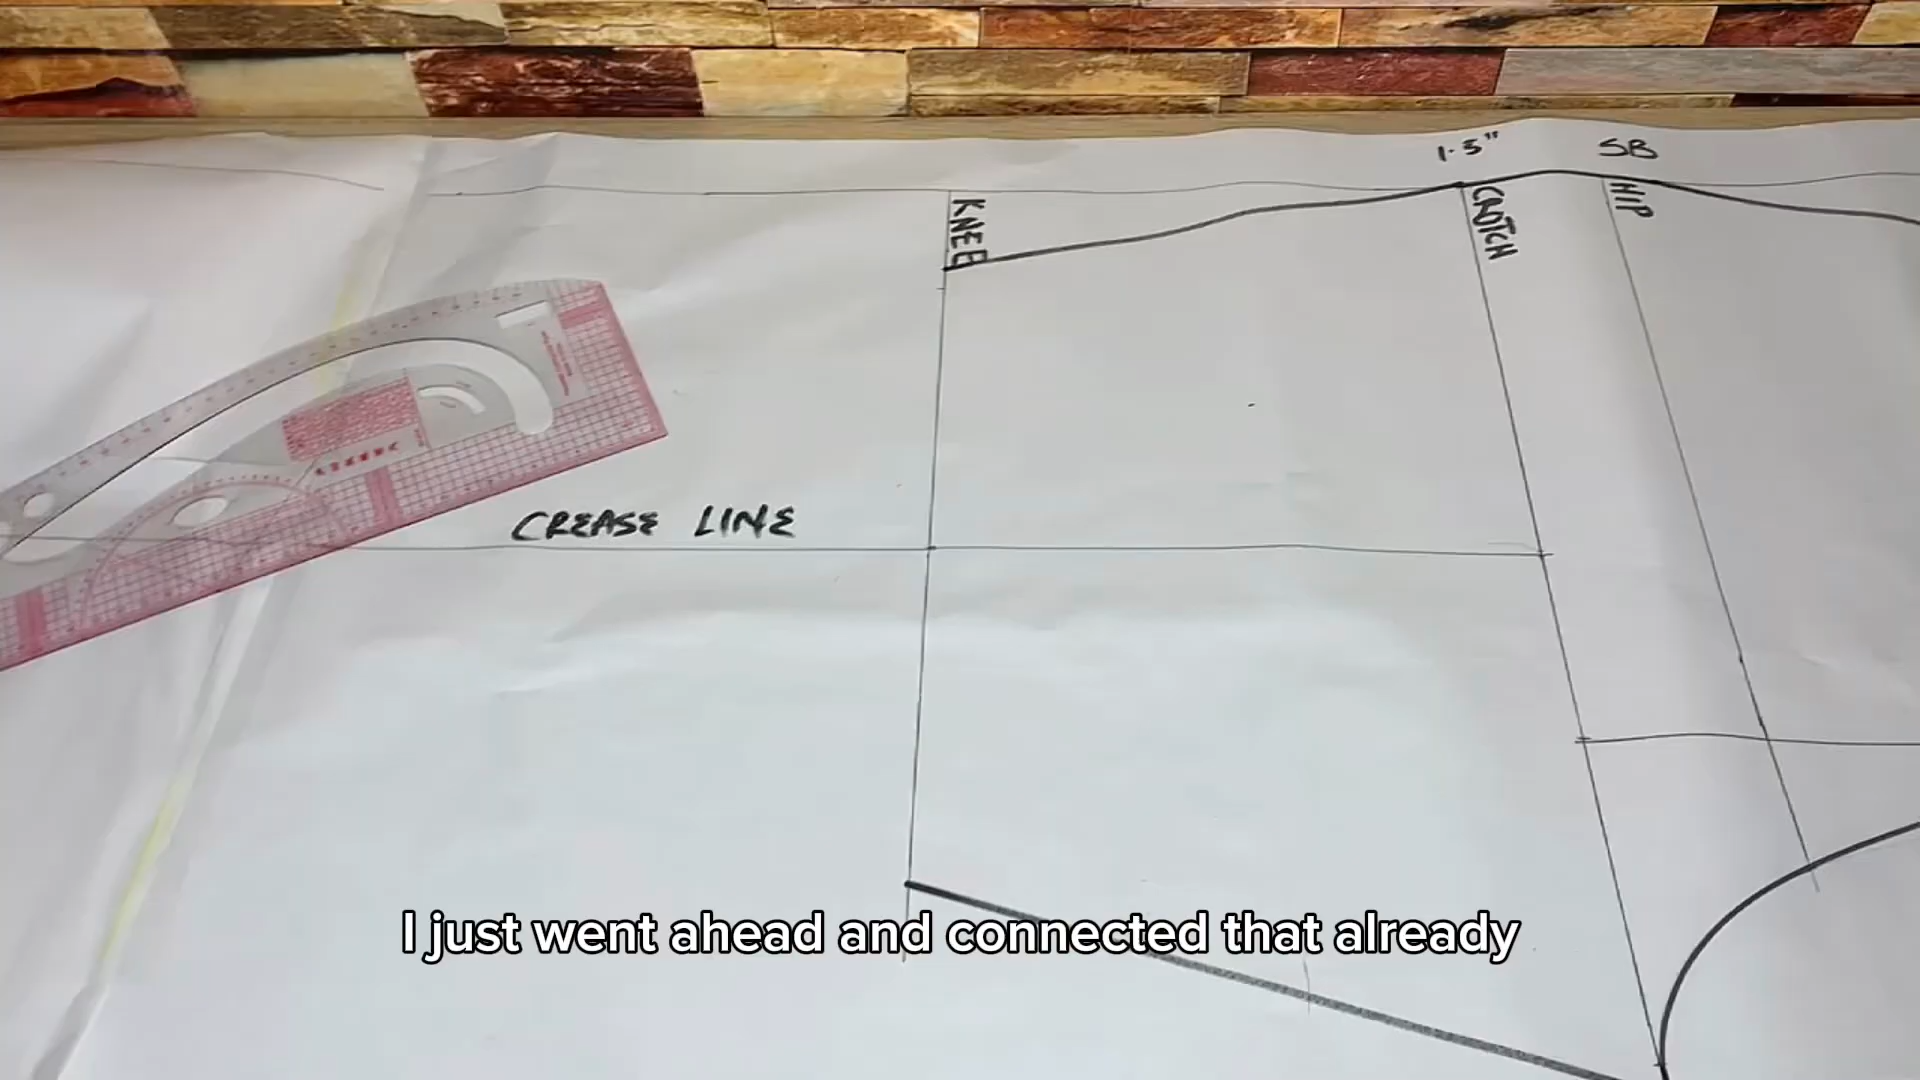 1.5"
SB
KNEE
CROTCH
HIP
CREASE LINE
I just went ahead and connected that already